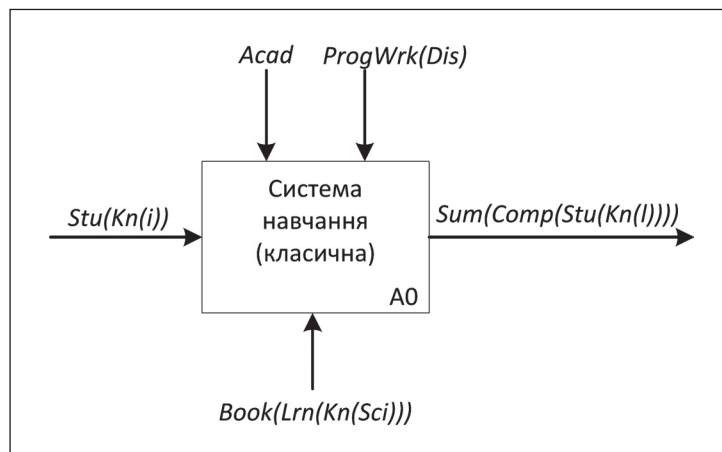 Acad ProgWrk(Dis)
Система
навчання
(класична)
Stu(Kn(i))
Sum(Comp(Stu(Kn(l))))
A0
Book(Lrn(Kn(Sci)))